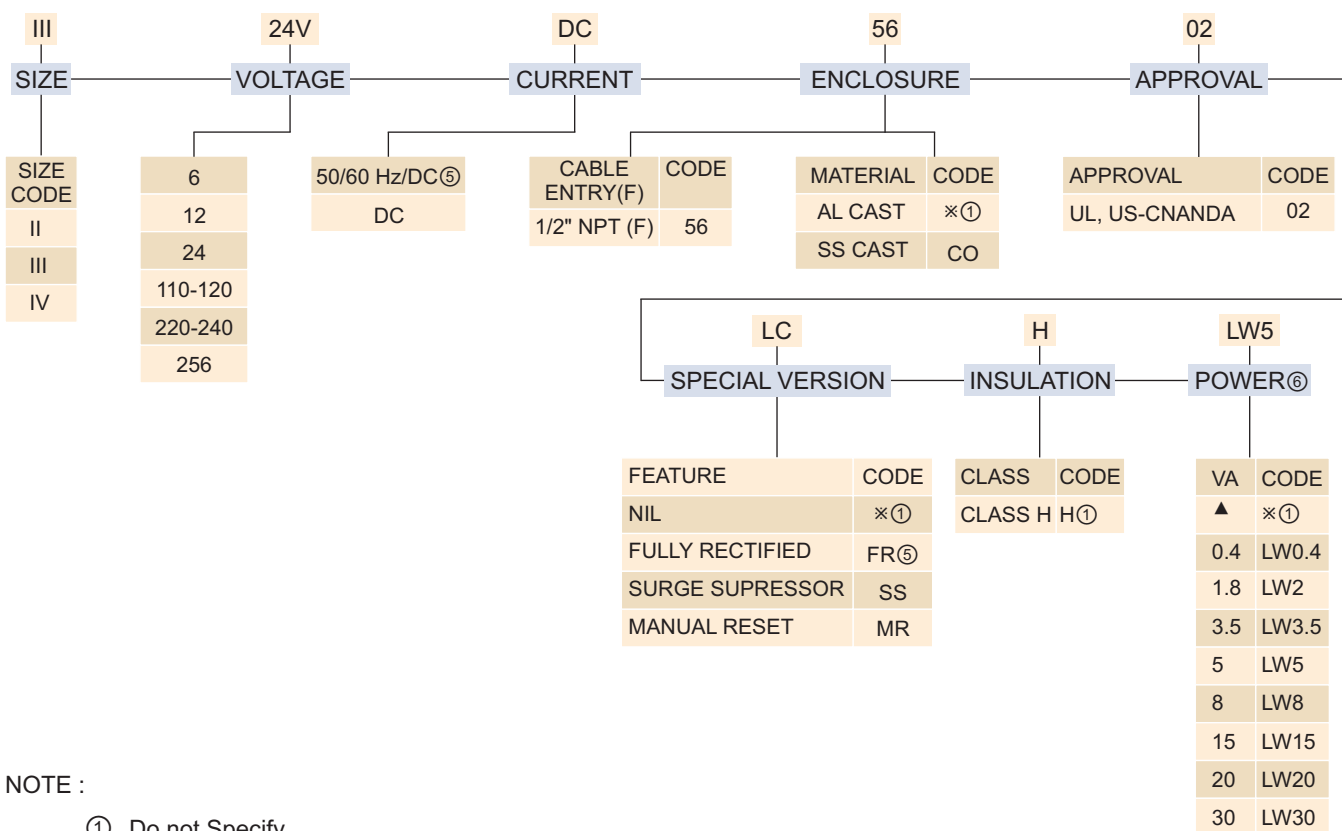 III 24V DC 56 02
SIZE VOLTAGE CURRENT ENCLOSURE APPROVAL
SIZE CODE
II
III
IV
6
12
24
110-120
220-240
256
50/60 Hz/DC⑤
DC
CABLE ENTRY(F) CODE
1/2" NPT (F) 56
MATERIAL CODE
AL CAST ※①
SS CAST CO
APPROVAL CODE
UL, US-CNANDA 02
LC H LW5
SPECIAL VERSION INSULATION POWER⑥
FEATURE CODE
NIL ※①
FULLY RECTIFIED FR⑤
SURGE SUPRESSOR SS
MANUAL RESET MR
CLASS CODE
CLASS H H①
VA CODE
▲ ※①
0.4 LW0.4
1.8 LW2
3.5 LW3.5
5 LW5
8 LW8
15 LW15
20 LW20
30 LW30
NOTE :
① Do not Specify